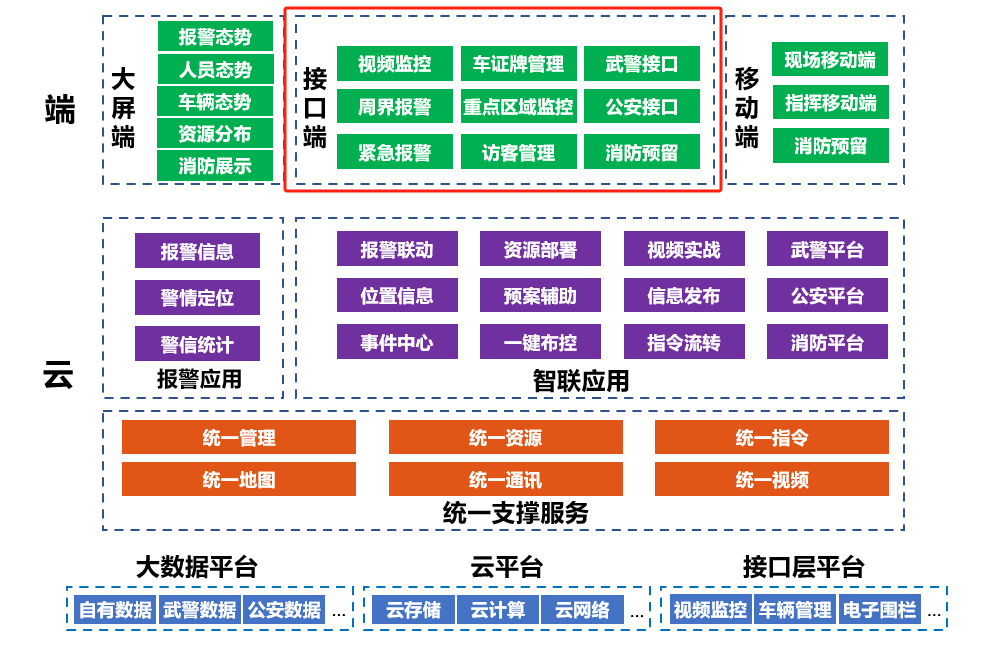 端
大屏端
报警态势
人员态势
车辆态势
资源分布
消防展示
接口端
视频监控 车证牌管理 武警接口
周界报警 重点区域监控 公安接口
紧急报警 访客管理 消防预留
移动端
现场移动端
指挥移动端
消防预留
云
报警信息
警情定位
警信统计
报警应用
报警联动 资源部署 视频实战 武警平台
位置信息 预案辅助 信息发布 公安平台
事件中心 一键布控 指令流转 消防平台
智联应用
统一管理 统一资源 统一指令
统一地图 统一通讯 统一视频
统一支撑服务
大数据平台
自有数据 武警数据 公安数据 ...
云平台
云存储 云计算 云网络 ...
接口层平台
视频监控 车辆管理 电子围栏 ...